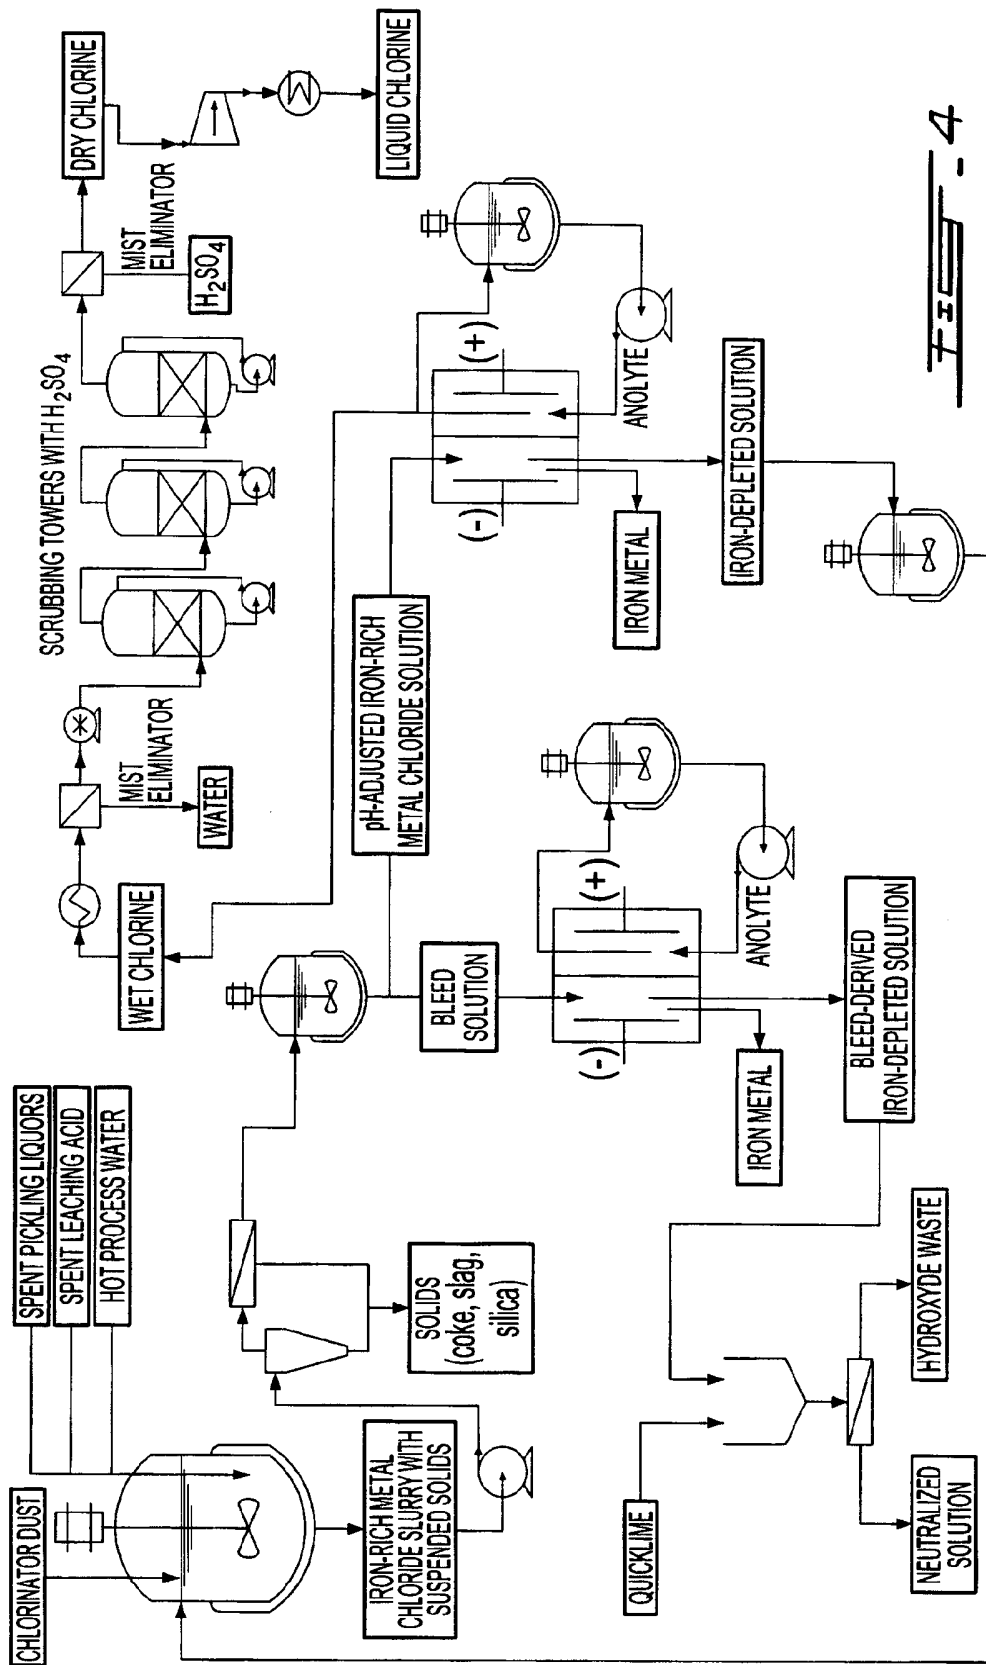 CHLORINATOR DUST
SPENT PICKLING LIQUORS
SPENT LEACHING ACID
HOT PROCESS WATER
IRON-RICH METAL
CHLORIDE SLURRY WITH
SUSPENDED SOLIDS
SOLIDS
(coke, slag,
silica)
WET CHLORINE
MIST
ELIMINATOR
WATER
SCRUBBING TOWERS WITH H₂SO₄
MIST
ELIMINATOR
H₂SO₄
DRY CHLORINE
LIQUID CHLORINE
pH-ADJUSTED IRON-RICH
METAL CHLORIDE SOLUTION
(-)
(+)
ANOLYTE
IRON METAL
IRON-DEPLETED SOLUTION
BLEED
SOLUTION
(-)
(+)
ANOLYTE
IRON METAL
BLEED-DERIVED
IRON-DEPLETED SOLUTION
QUICKLIME
HYDROXYDE WASTE
NEUTRALIZED
SOLUTION
FIG - 4